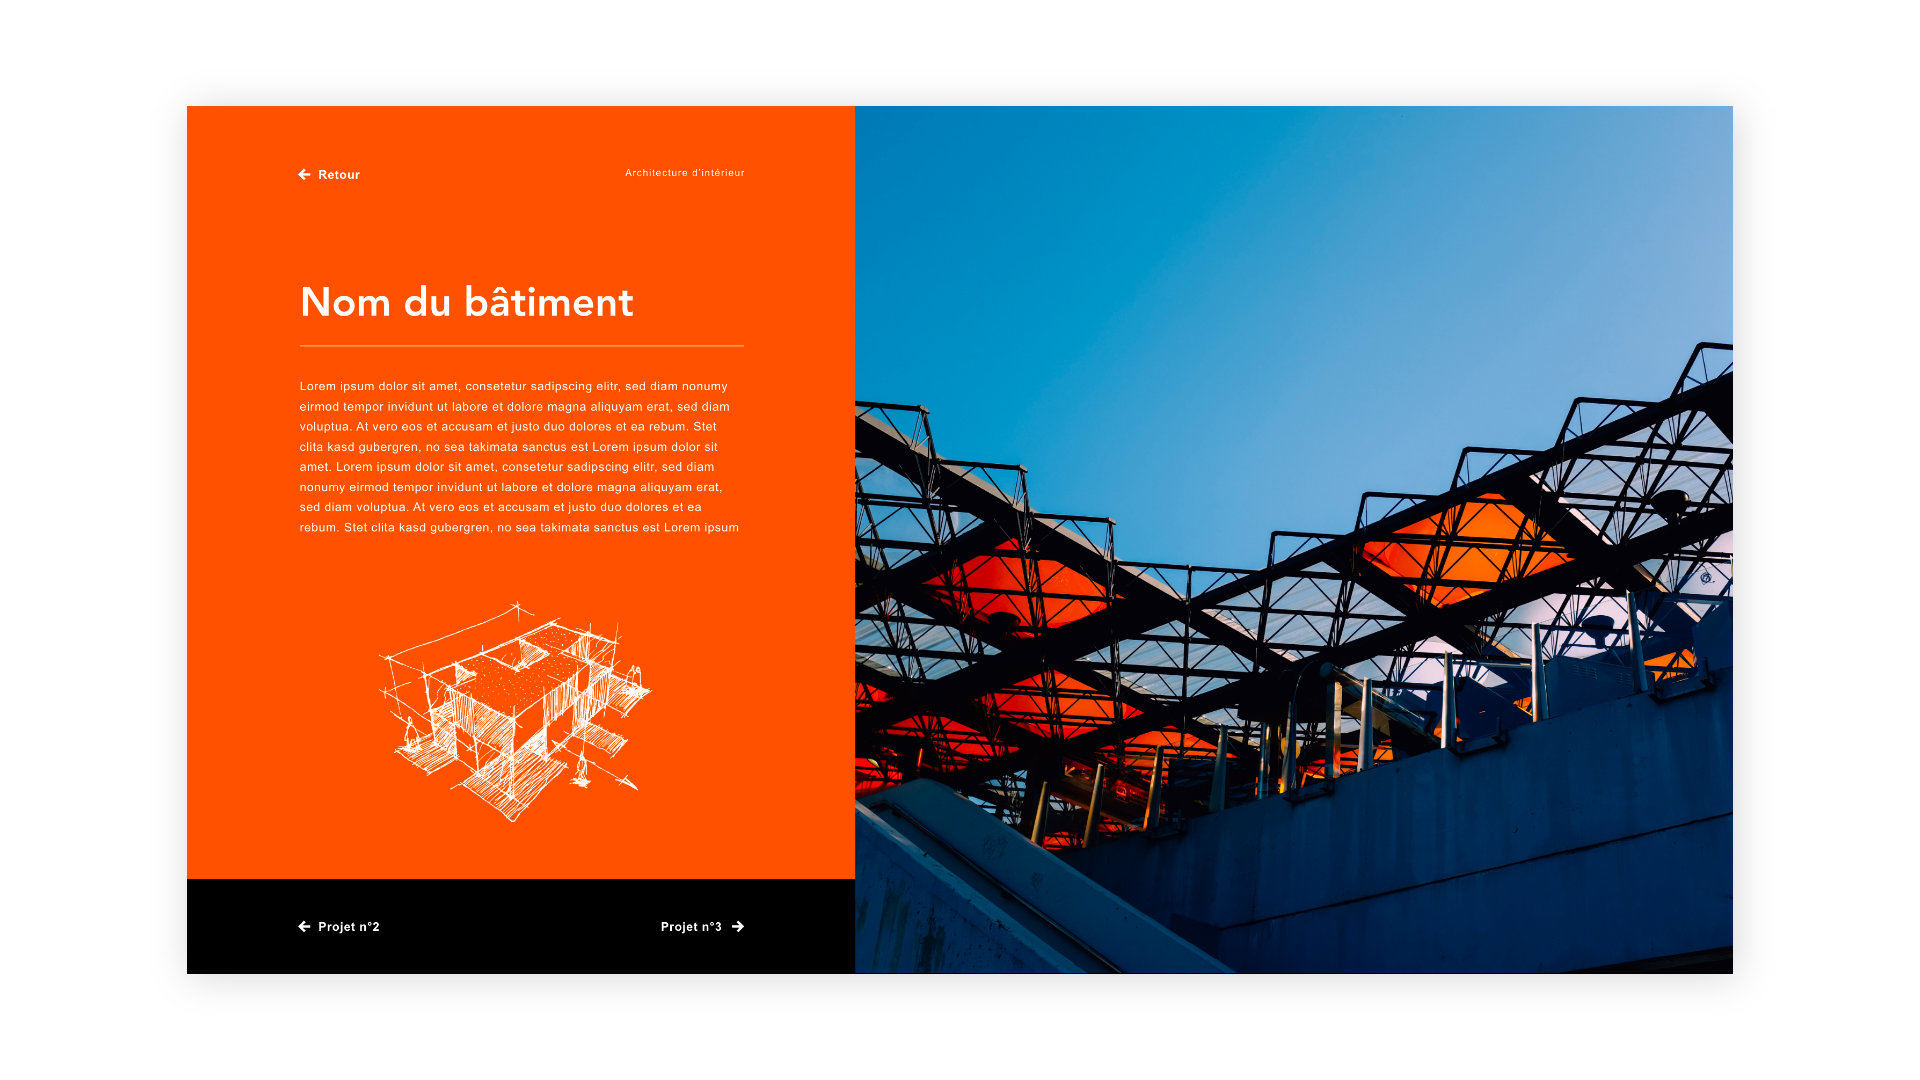 Retour
Architecture d'intérieur
Nom du bâtiment
Lorem ipsum dolor sit amet, consetetur sadipscing elitr, sed diam nonumy
eirmod tempor invidunt ut labore et dolore magna aliquyam erat, sed diam
voluptua. At vero eos et accusam et justo duo dolores et ea rebum. Stet
clita kasd gubergren, no sea takimata sanctus est Lorem ipsum dolor sit
amet. Lorem ipsum dolor sit amet, consetetur sadipscing elitr, sed diam
nonumy eirmod tempor invidunt ut labore et dolore magna aliquyam erat,
sed diam voluptua. At vero eos et accusam et justo duo dolores et ea
rebum. Stet clita kasd gubergren, no sea takimata sanctus est Lorem ipsum
Projet n°2
Projet n°3